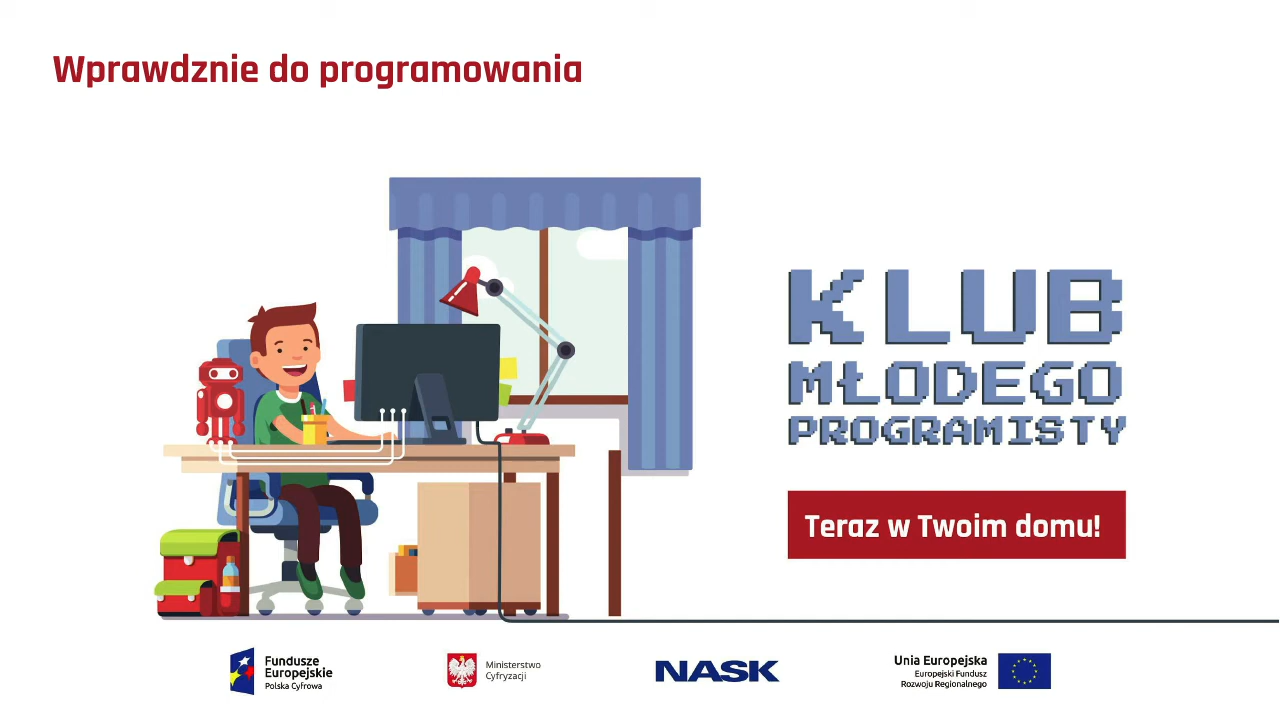 Wprawdznie do programowania
KLUB
MŁODEGO
PROGRAMISTY
Teraz w Twoim domu!
Fundusze
Europejskie
Polska Cyfrowa
Ministerstwo
Cyfryzacji
NASK
Unia Europejska
Europejski Fundusz
Rozwoju Regionalnego